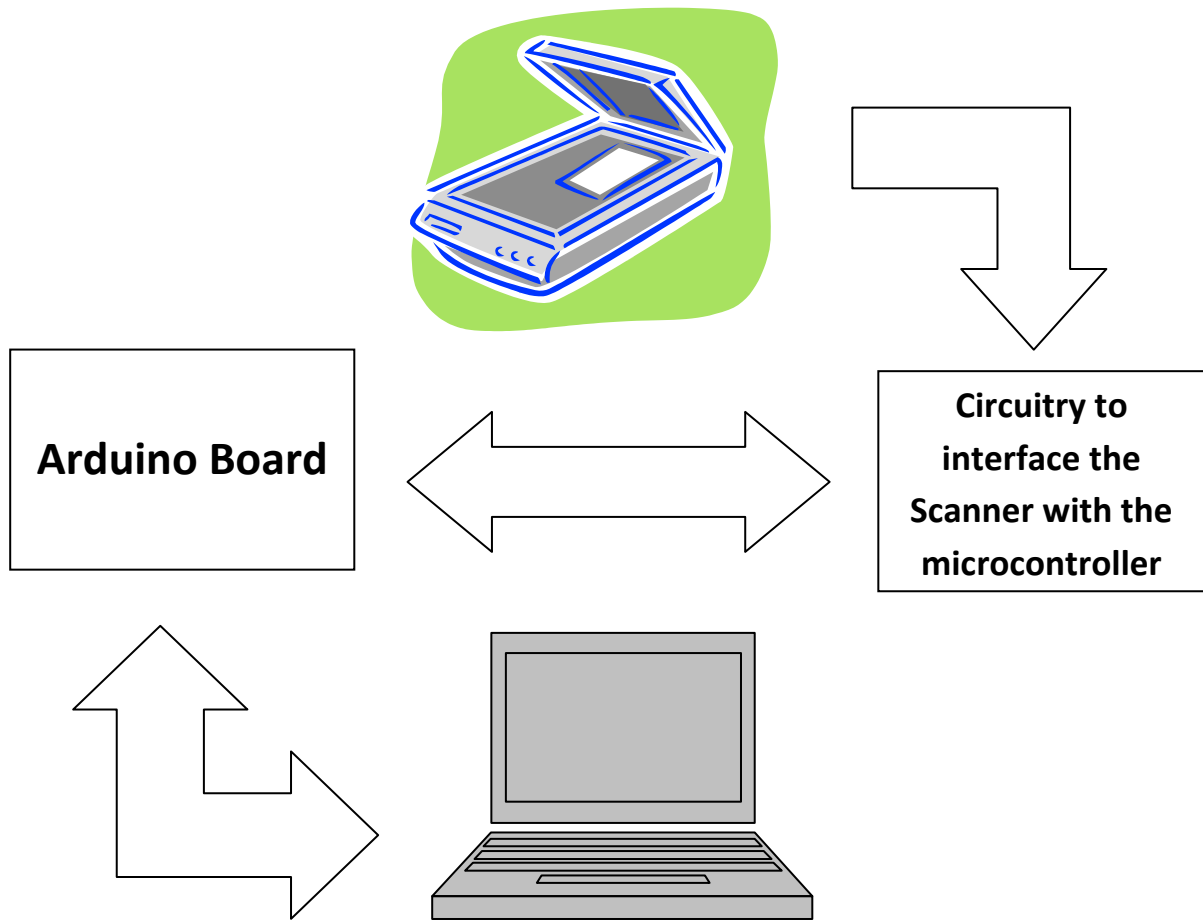 Arduino Board
Circuitry to
interface the
Scanner with the
microcontroller